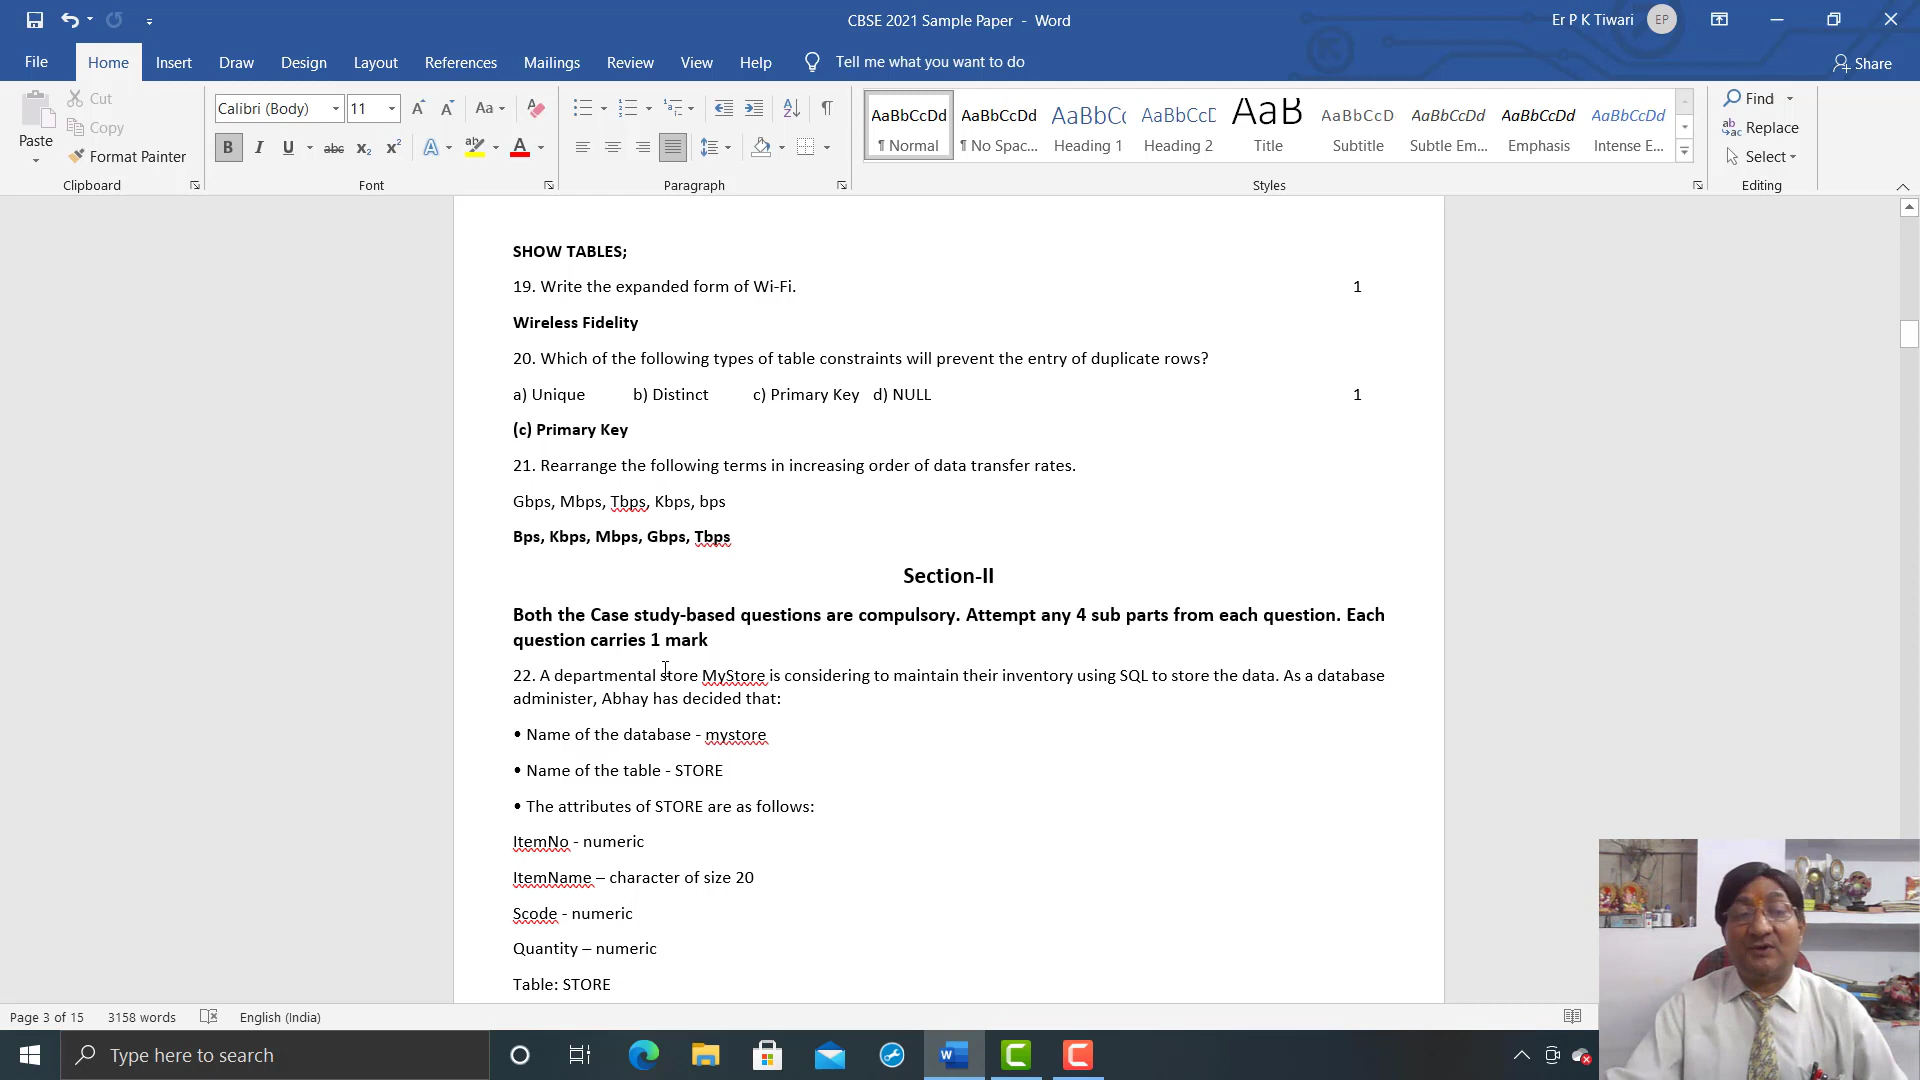 CBSE 2021 Sample Paper - Word
Er P K Tiwari
EP
File Home Insert Draw Design Layout References Mailings Review View Help Tell me what you want to do
Share
Paste
Cut
Copy
Format Painter
Clipboard
Calibri (Body) 11
Font
Paragraph
AaBbCcDd ¶ Normal
AaBbCcDd ¶ No Spac...
AaBbCc Heading 1
AaBbCcD Heading 2
AaB Title
AaBbCcD Subtitle
AaBbCcDd Subtle Em...
AaBbCcDd Emphasis
AaBbCcDd Intense E...
Styles
Find
Replace
Select
Editing
SHOW TABLES;
19. Write the expanded form of Wi-Fi. 1
Wireless Fidelity
20. Which of the following types of table constraints will prevent the entry of duplicate rows?
a) Unique b) Distinct c) Primary Key d) NULL 1
(c) Primary Key
21. Rearrange the following terms in increasing order of data transfer rates.
Gbps, Mbps, Tbps, Kbps, bps
Bps, Kbps, Mbps, Gbps, Tbps
Section-II
Both the Case study-based questions are compulsory. Attempt any 4 sub parts from each question. Each
question carries 1 mark
22. A departmental store MyStore is considering to maintain their inventory using SQL to store the data. As a database
administer, Abhay has decided that:
• Name of the database - mystore
• Name of the table - STORE
• The attributes of STORE are as follows:
ItemNo - numeric
ItemName – character of size 20
Scode - numeric
Quantity – numeric
Table: STORE
Page 3 of 15 3158 words English (India)
Type here to search